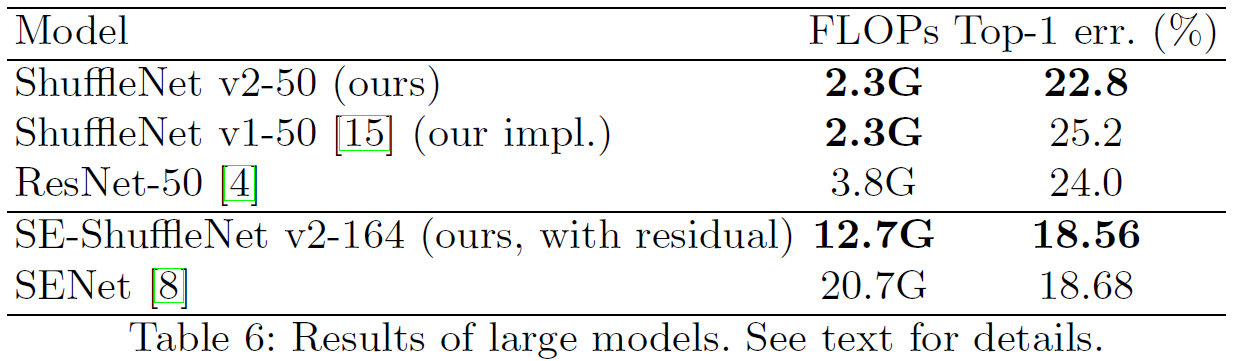 Model FLOPs Top-1 err. (%)
ShuffleNet v2-50 (ours) 2.3G 22.8
ShuffleNet v1-50 [15] (our impl.) 2.3G 25.2
ResNet-50 [4] 3.8G 24.0
SE-ShuffleNet v2-164 (ours, with residual) 12.7G 18.56
SENet [8] 20.7G 18.68
Table 6: Results of large models. See text for details.